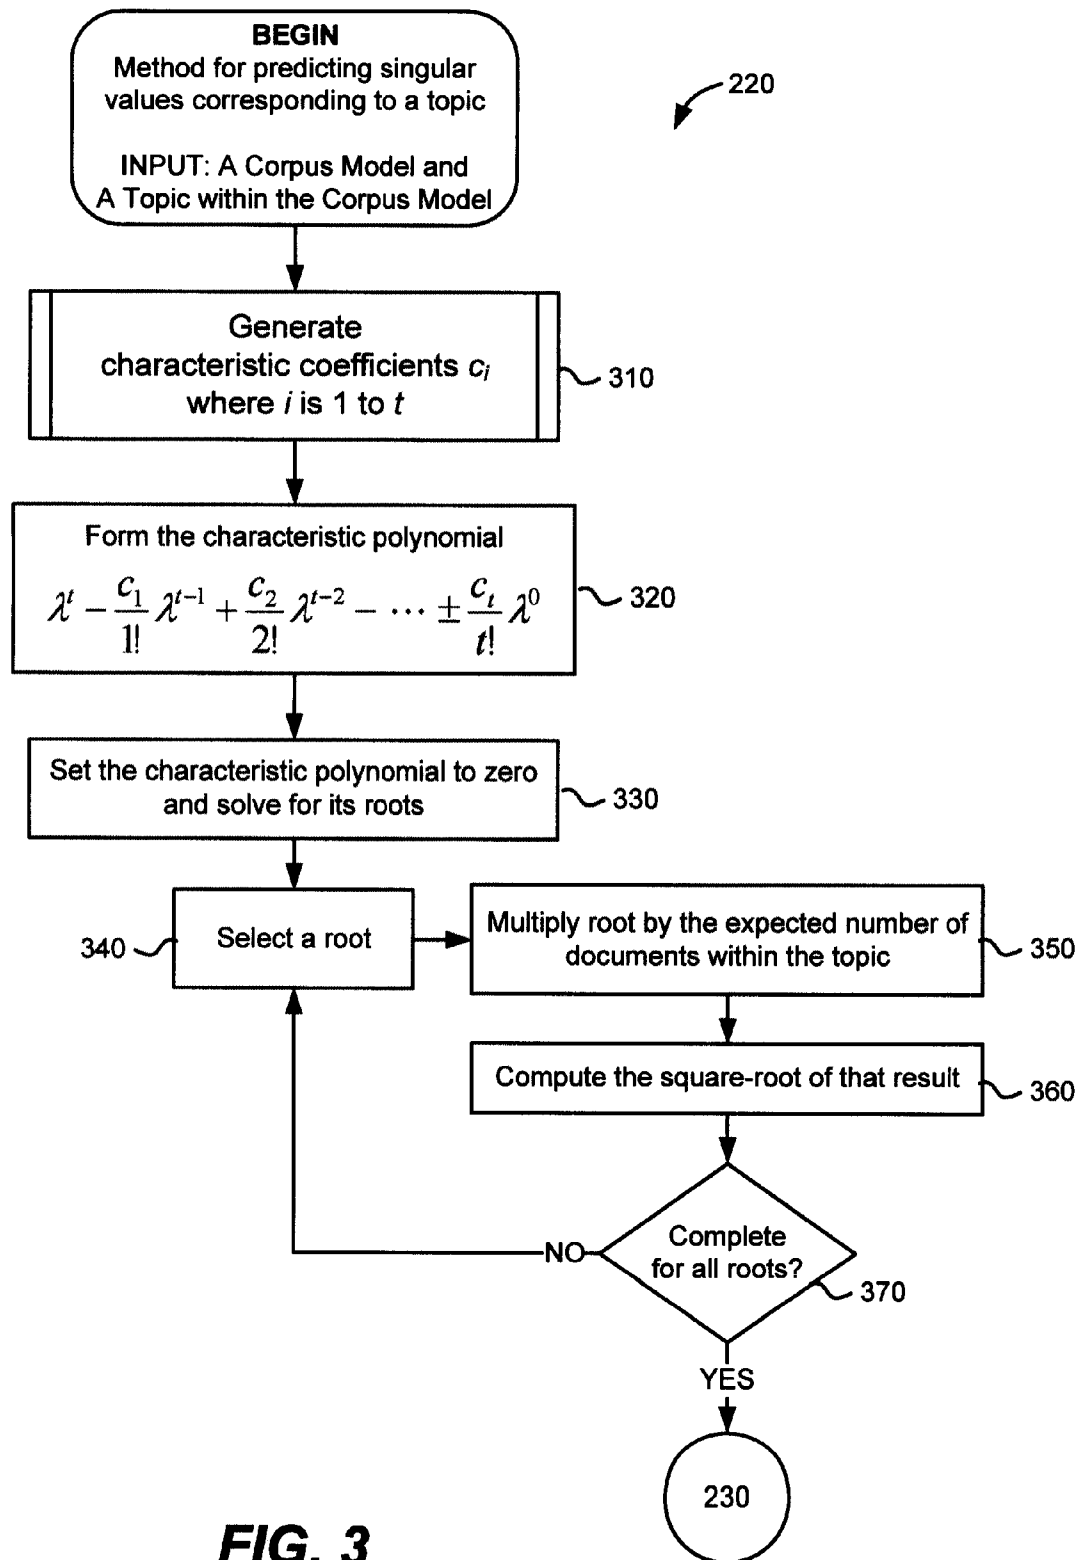 BEGIN
Method for predicting singular
values corresponding to a topic
INPUT: A Corpus Model and
A Topic within the Corpus Model
220
Generate
characteristic coefficients cᵢ
where i is 1 to t
310
Form the characteristic polynomial
λᵗ − c₁/1! λᵗ⁻¹ + c₂/2! λᵗ⁻² − ⋯ ± cₜ/t! λ⁰
320
Set the characteristic polynomial to zero
and solve for its roots
330
340
Select a root
Multiply root by the expected number of
documents within the topic
350
Compute the square-root of that result
360
Complete
for all roots?
370
NO
YES
230
FIG. 3